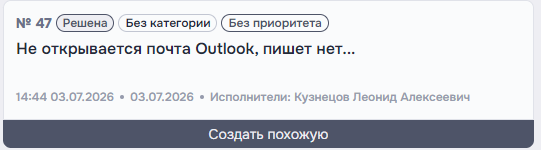 № 47 Решена Без категории Без приоритета
Не открывается почта Outlook, пишет нет...
14:44 03.07.2026 • 03.07.2026 • Исполнители: Кузнецов Леонид Алексеевич
Создать похожую